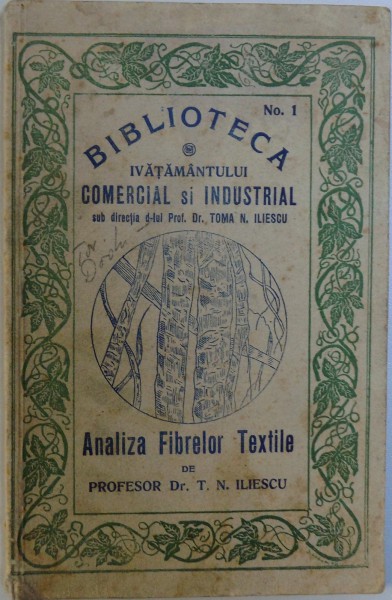 No. 1
BIBLIOTECA
IVĂȚĂMÂNTULUI
COMERCIAL si INDUSTRIAL
sub direcția d-lui Prof. Dr. TOMA N. ILIESCU
Analiza Fibrelor Textile
DE
PROFESOR Dr. T. N. ILIESCU